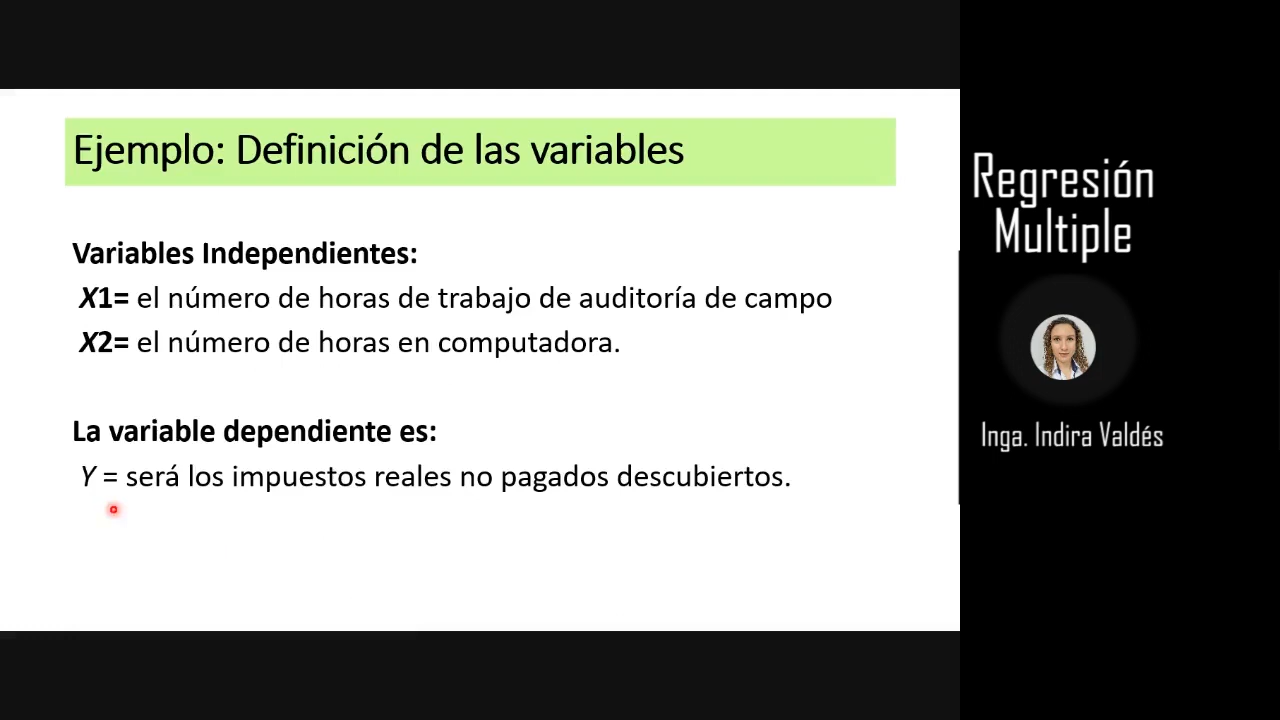 Ejemplo: Definición de las variables
Variables Independientes:
X1= el número de horas de trabajo de auditoría de campo
X2= el número de horas en computadora.
La variable dependiente es:
Y = será los impuestos reales no pagados descubiertos.
Regresión
Multiple
Inga. Indira Valdés